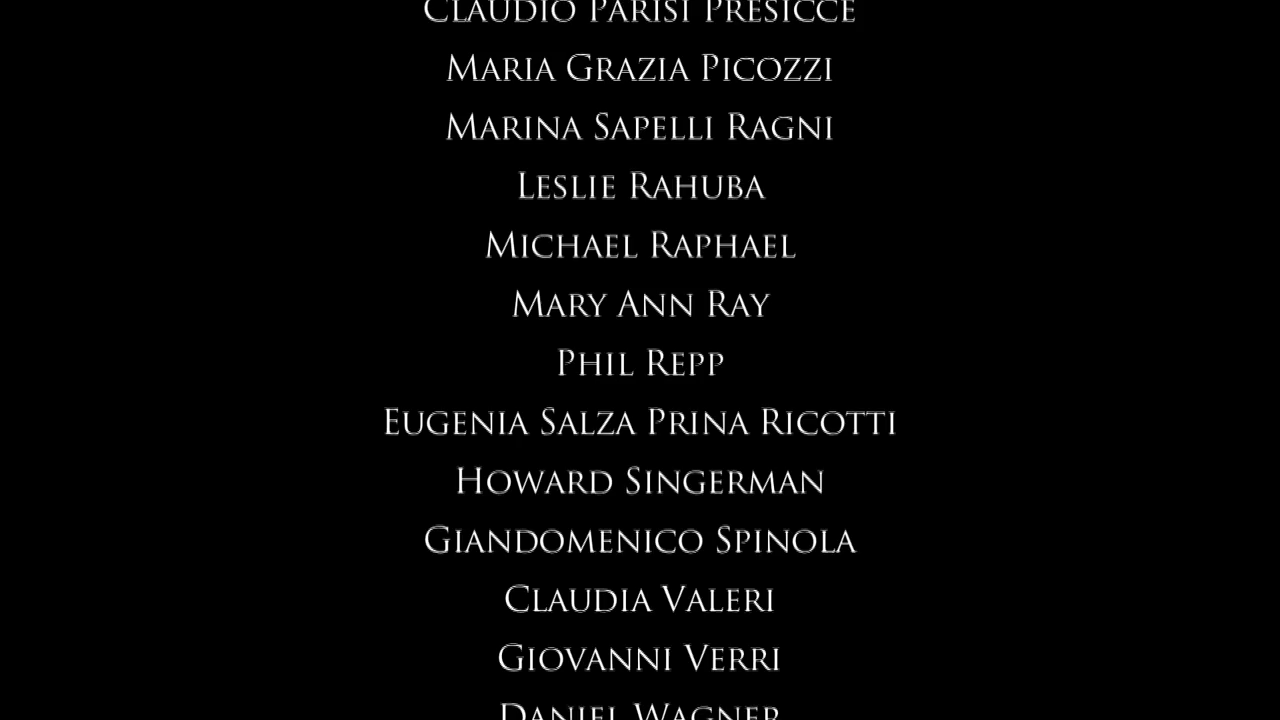 Claudio Parisi Presicce
Maria Grazia Picozzi
Marina Sapelli Ragni
Leslie Rahuba
Michael Raphael
Mary Ann Ray
Phil Repp
Eugenia Salza Prina Ricotti
Howard Singerman
Giandomenico Spinola
Claudia Valeri
Giovanni Verri
Daniel Wagner